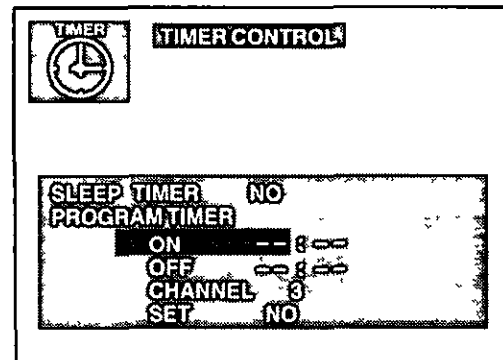 TIMER
TIMER CONTROL
SLEEP TIMER NO
PROGRAM TIMER
ON --:--
OFF --:--
CHANNEL 3
SET NO